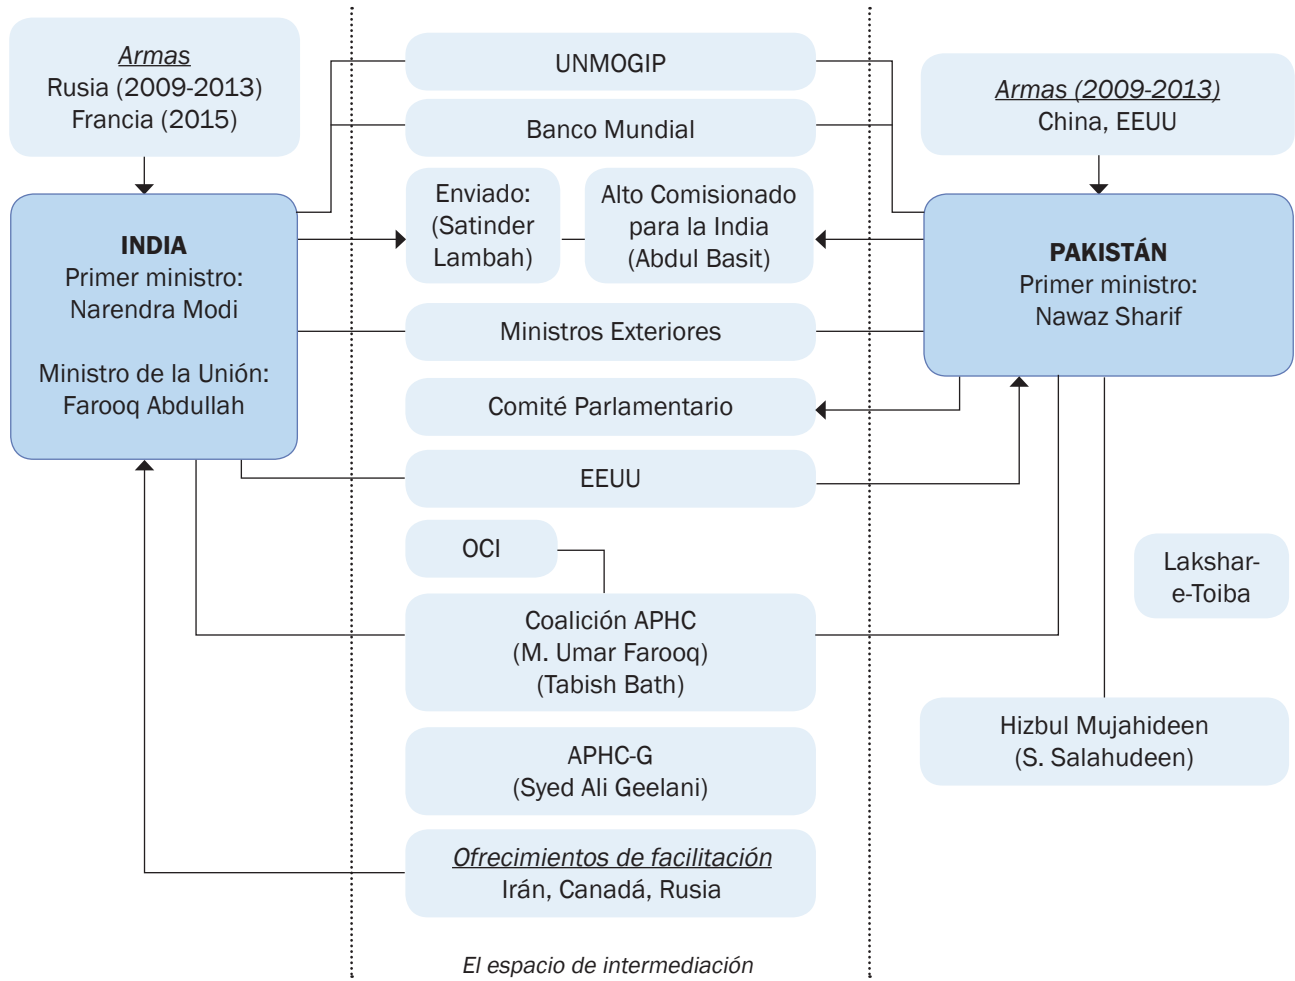 Armas
Rusia (2009-2013)
Francia (2015)
INDIA
Primer ministro:
Narendra Modi
Ministro de la Unión:
Farooq Abdullah
UNMOGIP
Banco Mundial
Enviado:
(Satinder
Lambah)
Alto Comisionado
para la India
(Abdul Basit)
Ministros Exteriores
Comité Parlamentario
EEUU
OCI
Coalición APHC
(M. Umar Farooq)
(Tabish Bath)
APHC-G
(Syed Ali Geelani)
Ofrecimientos de facilitación
Irán, Canadá, Rusia
El espacio de intermediación
Armas (2009-2013)
China, EEUU
PAKISTÁN
Primer ministro:
Nawaz Sharif
Lakshar-
e-Toiba
Hizbul Mujahideen
(S. Salahudeen)